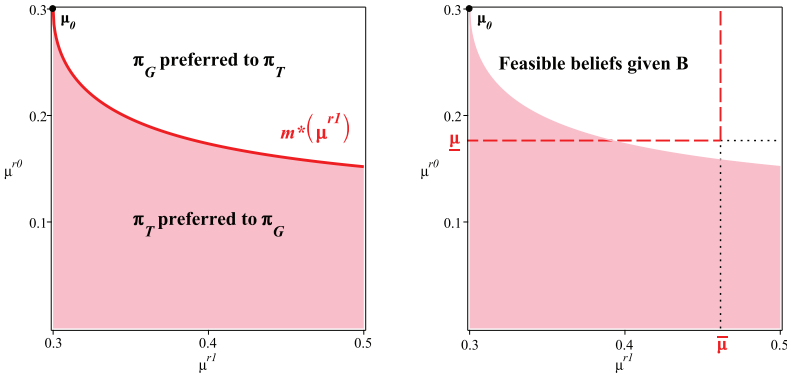 0.3
μ0
πG preferred to πT
0.2
m*(μr1)
μr0
πT preferred to πG
0.1
0.3
0.4
0.5
μr1
0.3
μ0
Feasible beliefs given B
0.2
μ
μr0
0.1
0.3
0.4
μ
0.5
μr1